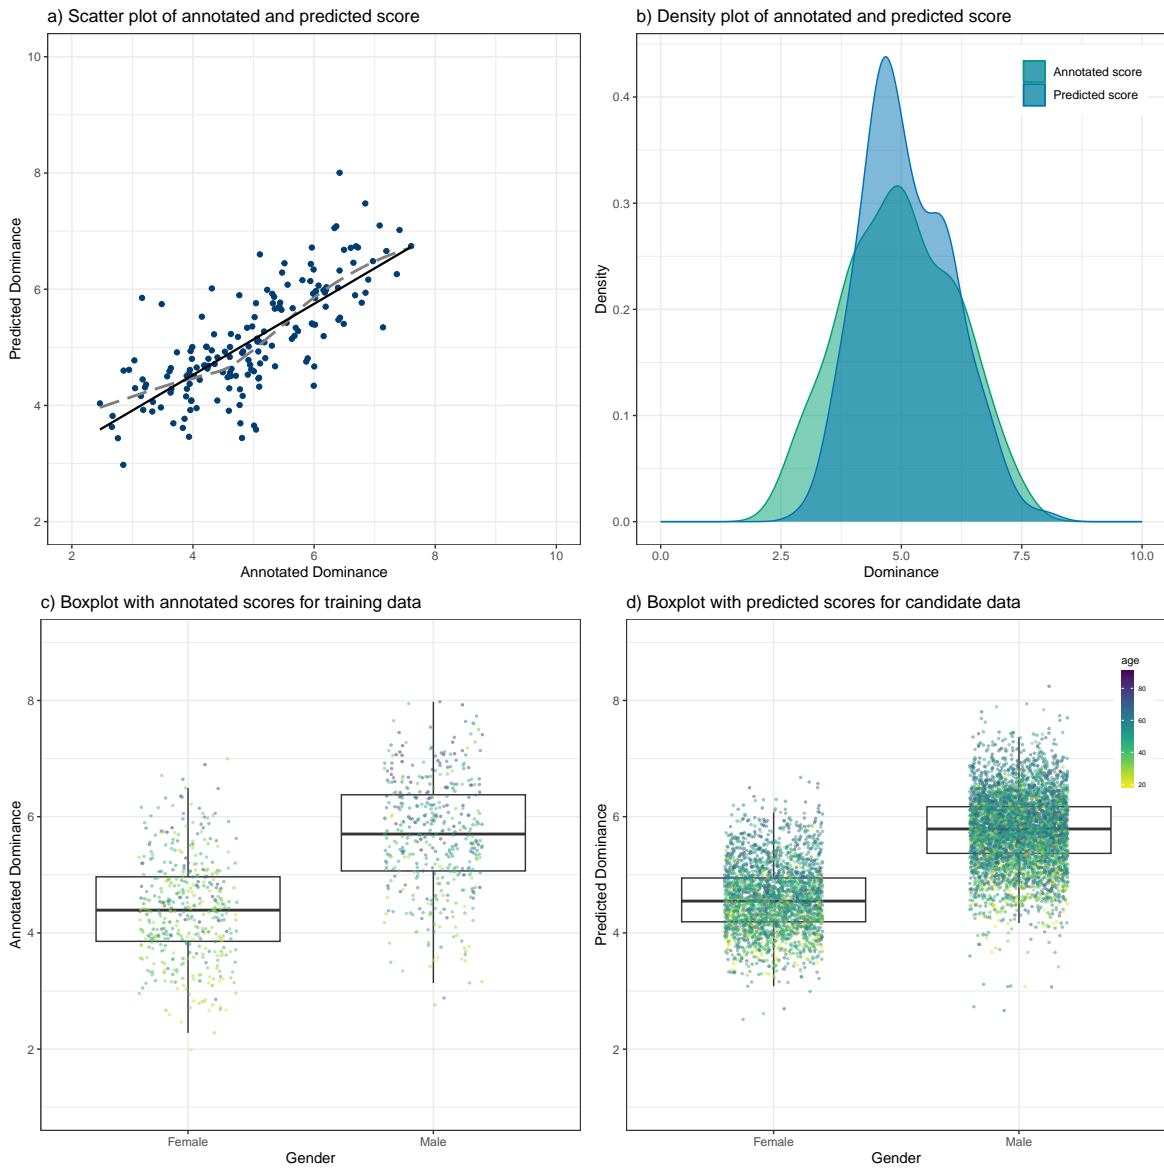 a) Scatter plot of annotated and predicted score
10
8
6
4
2
Predicted Dominance
2 4 6 8 10
Annotated Dominance
b) Density plot of annotated and predicted score
Annotated score
Predicted score
0.4
0.3
0.2
0.1
0.0
Density
0.0 2.5 5.0 7.5 10.0
Dominance
c) Boxplot with annotated scores for training data
8
6
4
2
Annotated Dominance
Female Male
Gender
d) Boxplot with predicted scores for candidate data
age
80
60
40
20
8
6
4
2
Predicted Dominance
Female Male
Gender